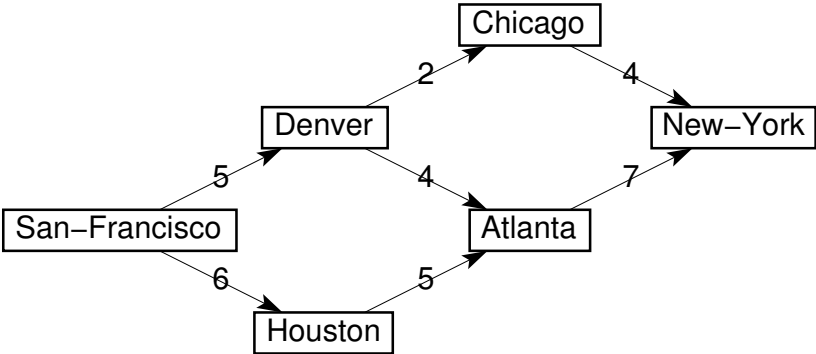 Chicago
2
4
Denver
New−York
5
4
7
San−Francisco
Atlanta
6
5
Houston